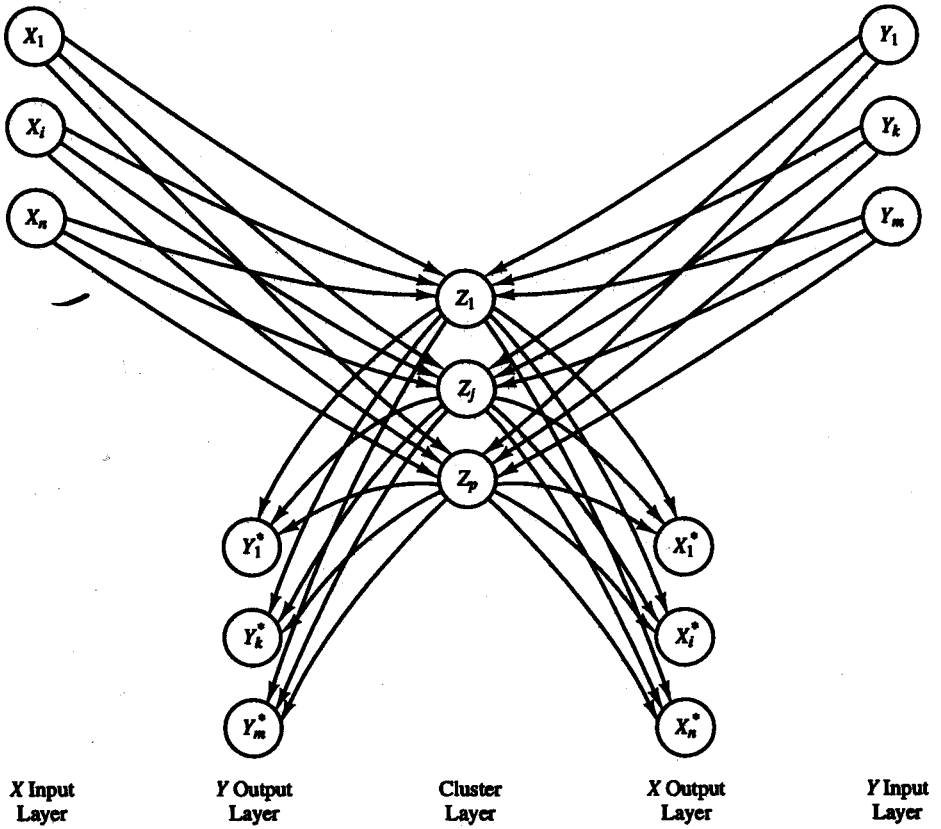 X₁ Y₁
Xᵢ Yₖ
Xₙ Yₘ
Z₁
Zⱼ
Zₚ
Y₁* X₁*
Yₖ* Xᵢ*
Yₘ* Xₙ*
X Input Y Output Cluster X Output Y Input
Layer Layer Layer Layer Layer